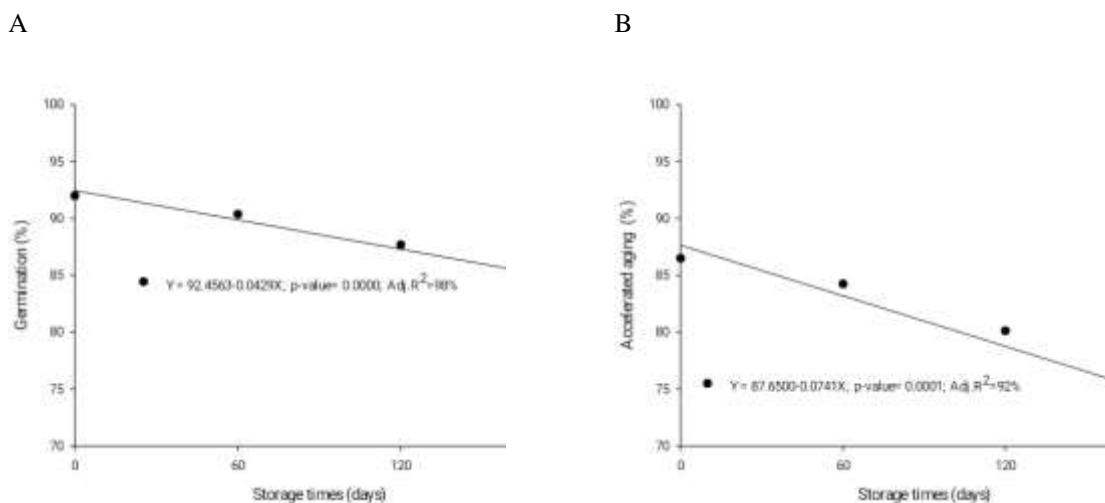 A
B
100
95
90
85
80
75
70
Germination (%)
Y = 92.4563-0.0429X; p-value= 0.0000; Adj.R²=98%
0
60
120
Storage times (days)
100
95
90
85
80
75
70
Accelerated aging (%)
Y = 87.6500-0.0741X; p-value= 0.0001; Adj.R²=92%
0
60
120
Storage times (days)